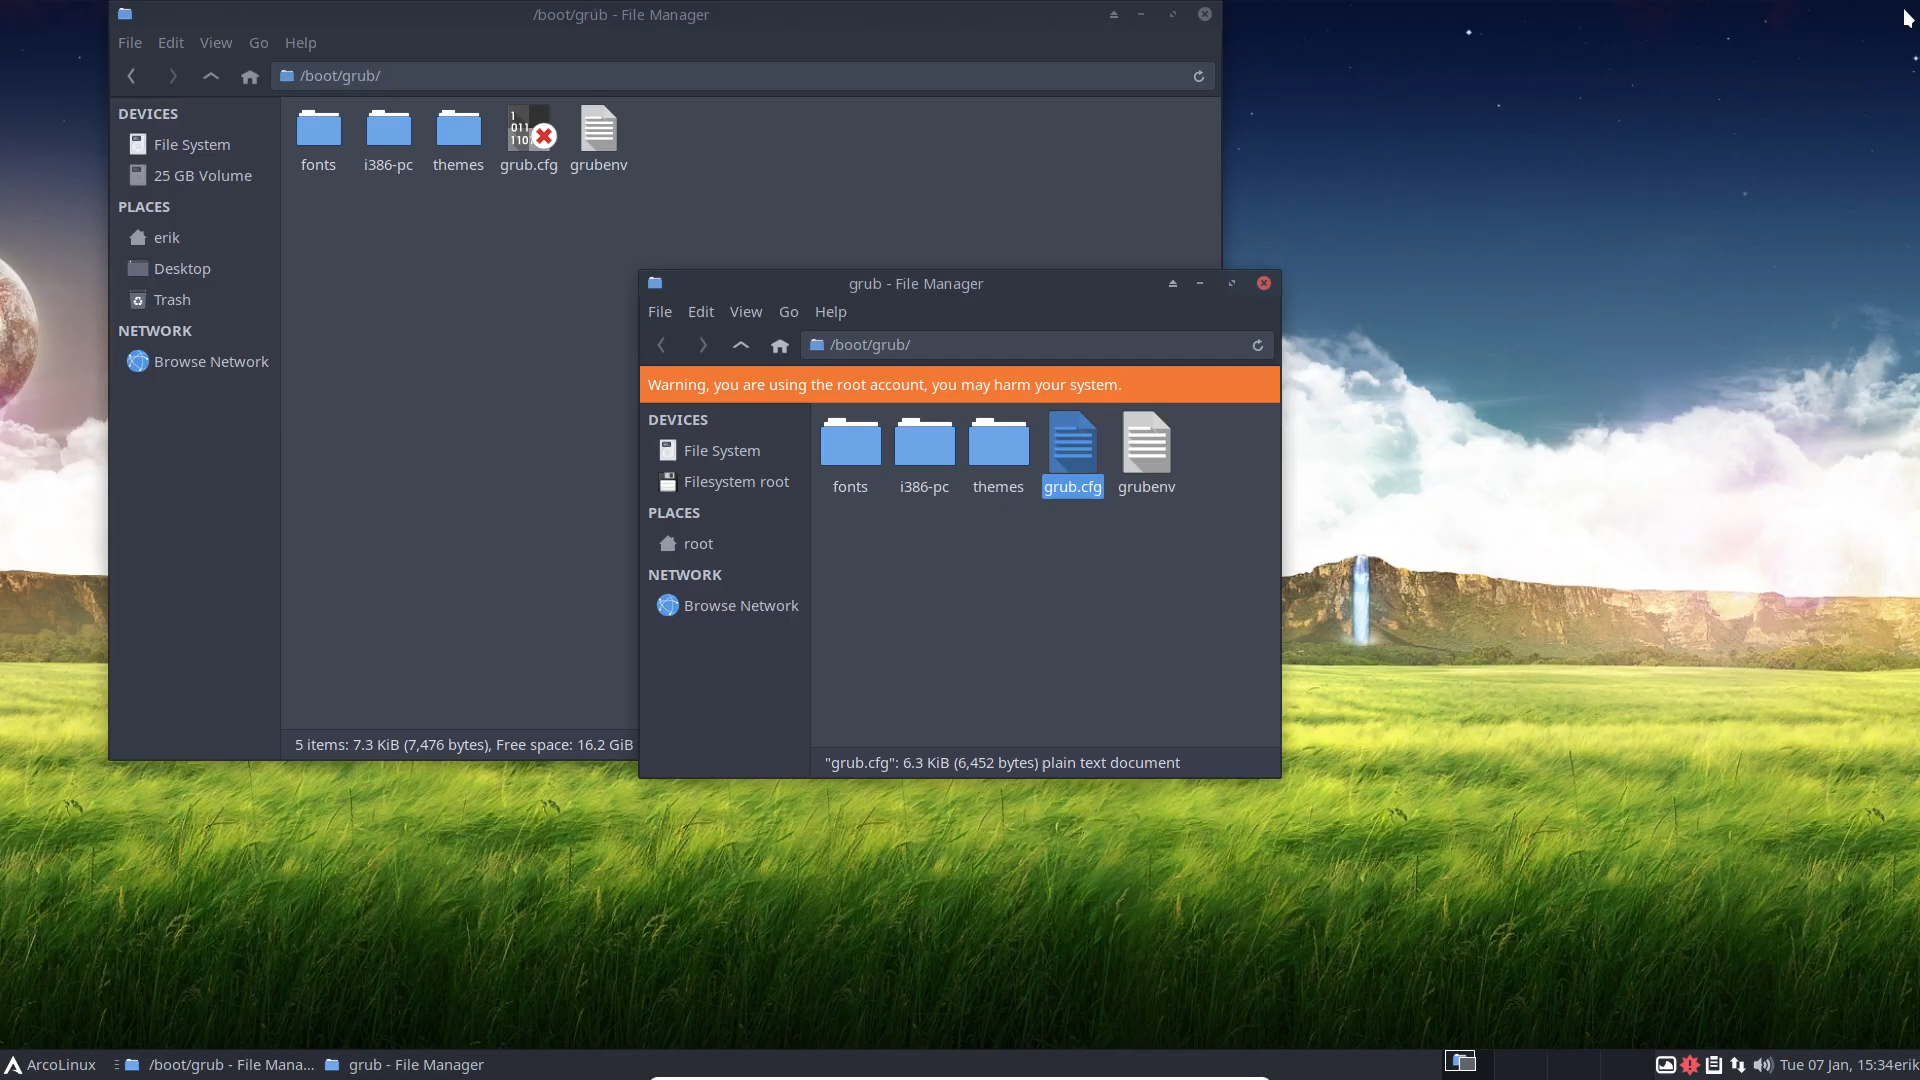 /boot/grub - File Manager
File Edit View Go Help
/boot/grub/
DEVICES
File System
25 GB Volume
PLACES
erik
Desktop
Trash
NETWORK
Browse Network
1
011
110
fonts i386-pc themes grub.cfg grubenv
5 items: 7.3 KiB (7,476 bytes), Free space: 16.2 GiB
grub - File Manager
File Edit View Go Help
/boot/grub/
Warning, you are using the root account, you may harm your system.
DEVICES
File System
Filesystem root
PLACES
root
NETWORK
Browse Network
fonts i386-pc themes grub.cfg grubenv
"grub.cfg": 6.3 KiB (6,452 bytes) plain text document
ArcoLinux /boot/grub - File Mana... grub - File Manager Tue 07 Jan, 15:34erik